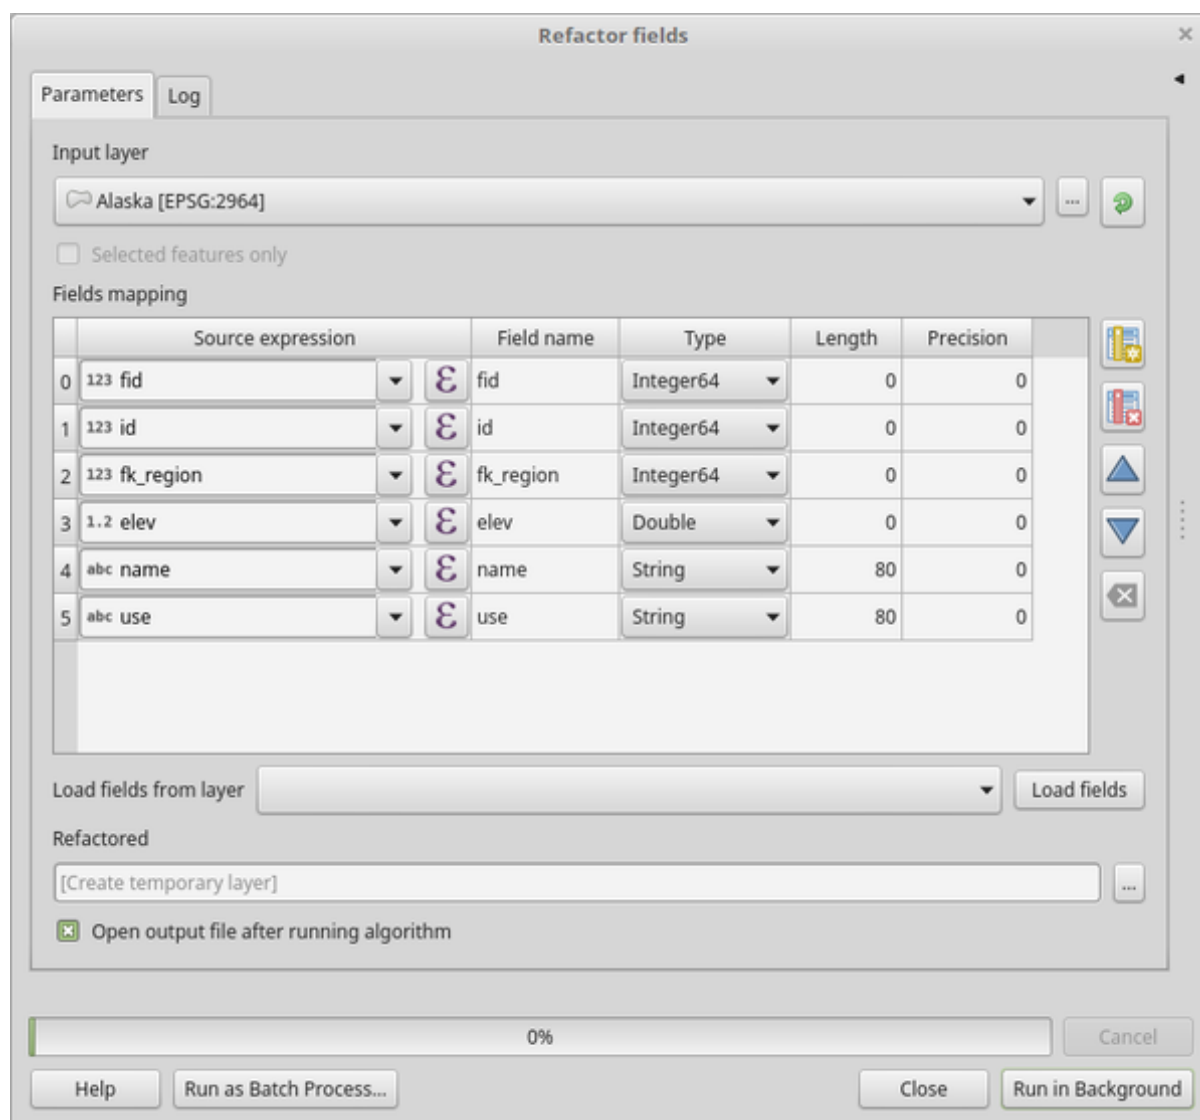 Refactor fields
Parameters Log
Input layer
Alaska [EPSG:2964] ...
Selected features only
Fields mapping
Source expression Field name Type Length Precision
0 123 fid ε fid Integer64 0 0
1 123 id ε id Integer64 0 0
2 123 fk_region ε fk_region Integer64 0 0
3 1.2 elev ε elev Double 0 0
4 abc name ε name String 80 0
5 abc use ε use String 80 0
Load fields from layer Load fields
Refactored
[Create temporary layer] ...
Open output file after running algorithm
0% Cancel
Help Run as Batch Process... Close Run in Background